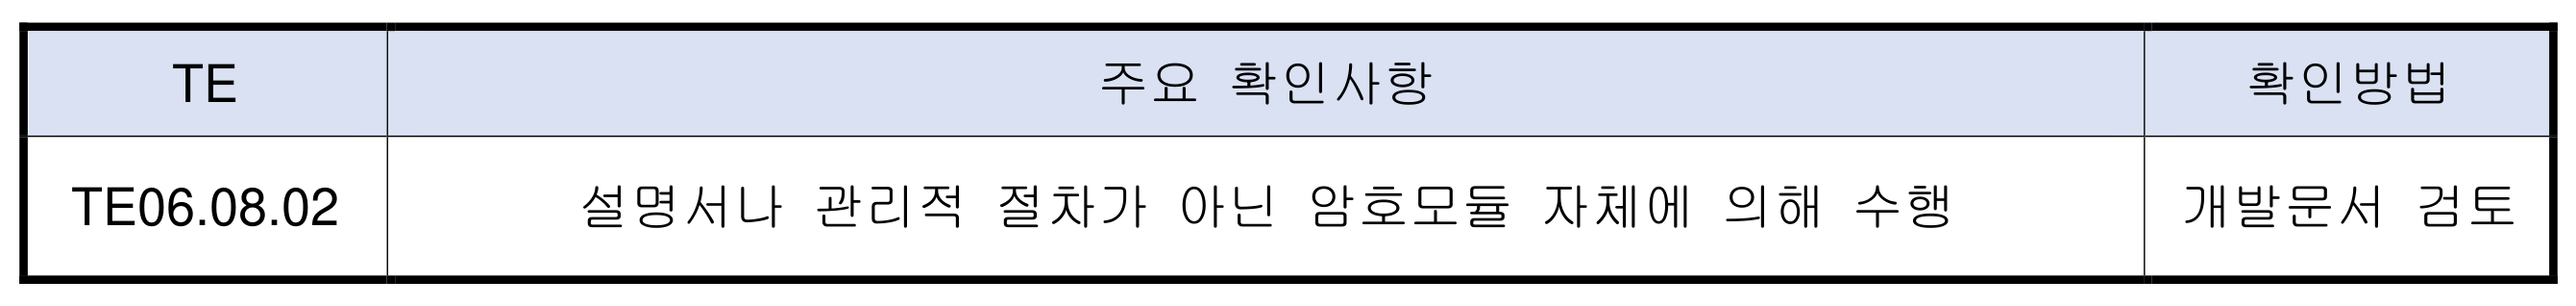 TE 주요 확인사항 확인방법
TE06.08.02 설명서나 관리적 절차가 아닌 암호모듈 자체에 의해 수행 개발문서 검토